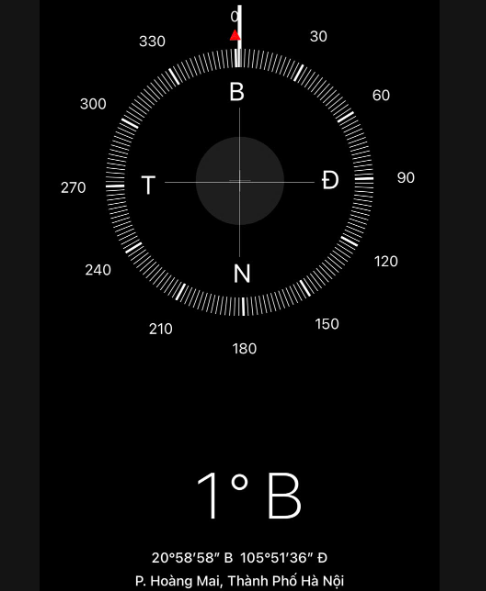 0
330
30
B
300
60
T
Đ
270
90
240
120
N
210
150
180
1° B
20°58'58" B 105°51'36" Đ
P. Hoàng Mai, Thành Phố Hà Nội